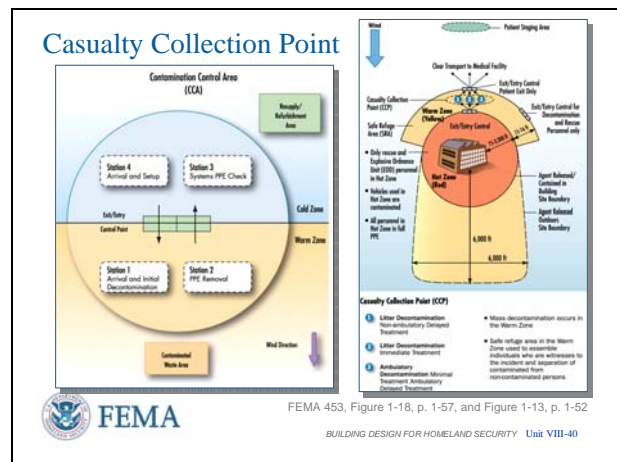 Casualty Collection Point
Contamination Control Area
(CCA)
Resupply/
Refurbishment
Area
Station 4
Arrival and Setup
Station 3
Systems PPE Check
Exit/Entry
Control Point
Cold Zone
Warm Zone
Station 1
Arrival and Initial
Decontamination
Station 2
PPE Removal
Wind Direction
Contaminated
Waste Area
Wind
Patient Staging Area
Clear Transport to Medical Facility
Exit/Entry Control
Patient Exit Only
Casualty Collection
Point (CCP)
1 2 3
Warm Zone
(Yellow)
Exit/Entry Control for
Decontamination
and Rescue
Personnel only
Safe Refuge
Area (SRA)
Exit/Entry Control
• Only rescue and
Explosive Ordnance
Unit (EOD) personnel
in Hot Zone
• Vehicles used in
Hot Zone are
contaminated
• All personnel in
Hot Zone in full
PPE
Hot Zone
(Red)
Agent Released/
Contained in
Building
Site Boundary
Agent Released
Outdoors
Site Boundary
6,000 ft
6,000 ft
Casualty Collection Point (CCP)
1 Litter Decontamination
Non-ambulatory Delayed
Treatment
2 Litter Decontamination
Immediate Treatment
3 Ambulatory
Decontamination Minimal
Treatment Ambulatory
Delayed Treatment
• Mass decontamination occurs in
the Warm Zone
• Safe refuge area in the Warm
Zone used to assemble
individuals who are witnesses to
the incident and separation of
contaminated from
non-contaminated persons.
FEMA
FEMA 453, Figure 1-18, p. 1-57, and Figure 1-13, p. 1-52
BUILDING DESIGN FOR HOMELAND SECURITY Unit VIII-40